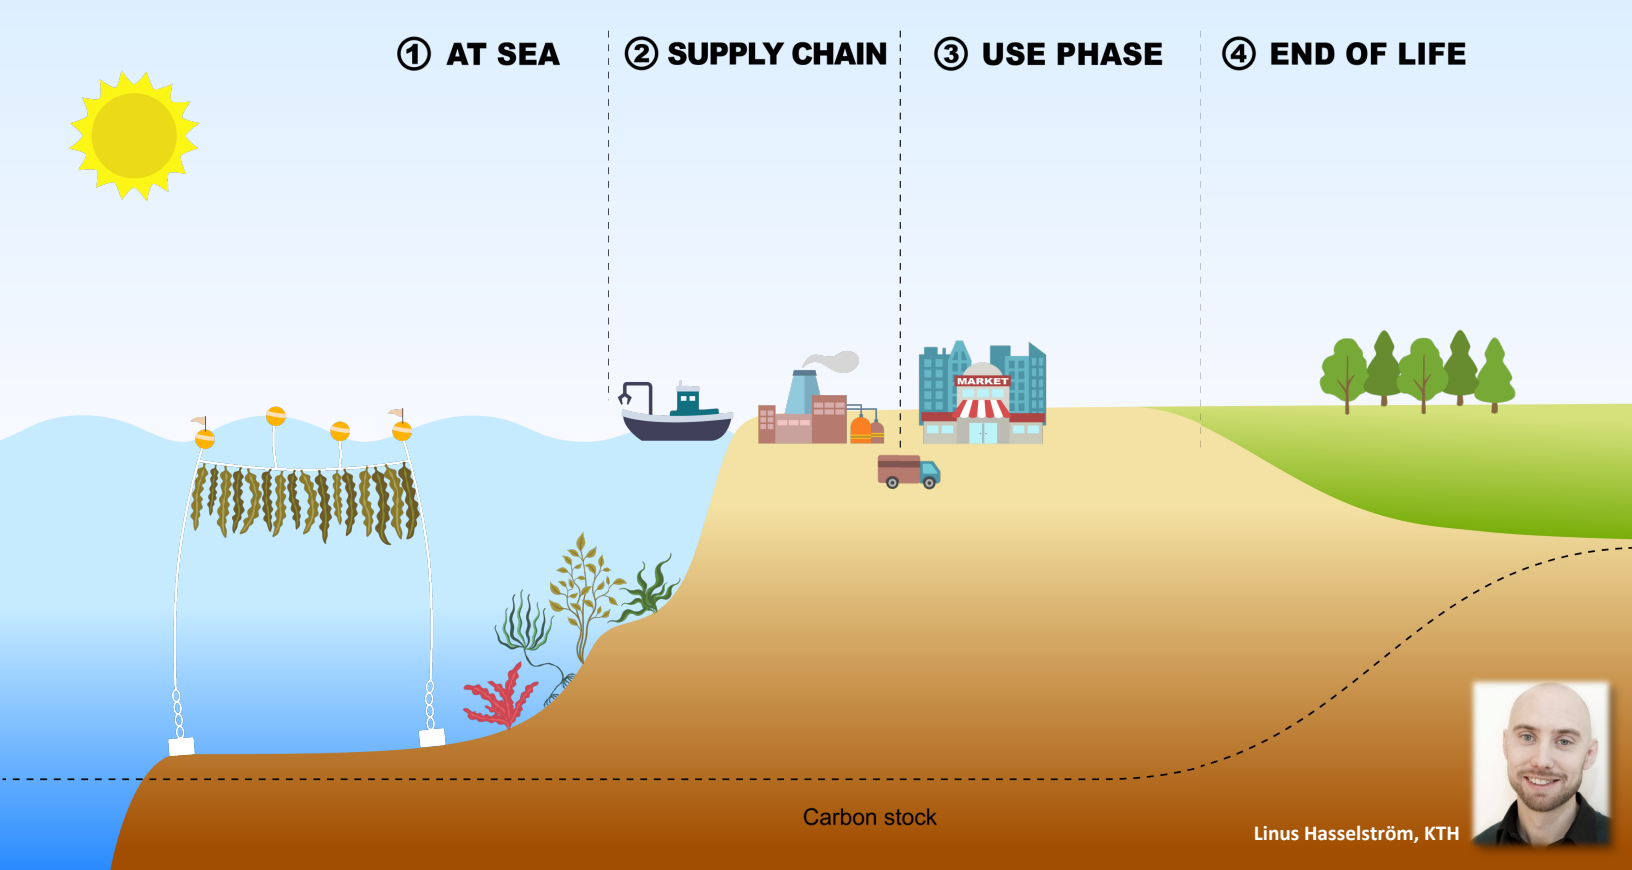 ① AT SEA
② SUPPLY CHAIN
③ USE PHASE
④ END OF LIFE
MARKET
Carbon stock
Linus Hasselström, KTH